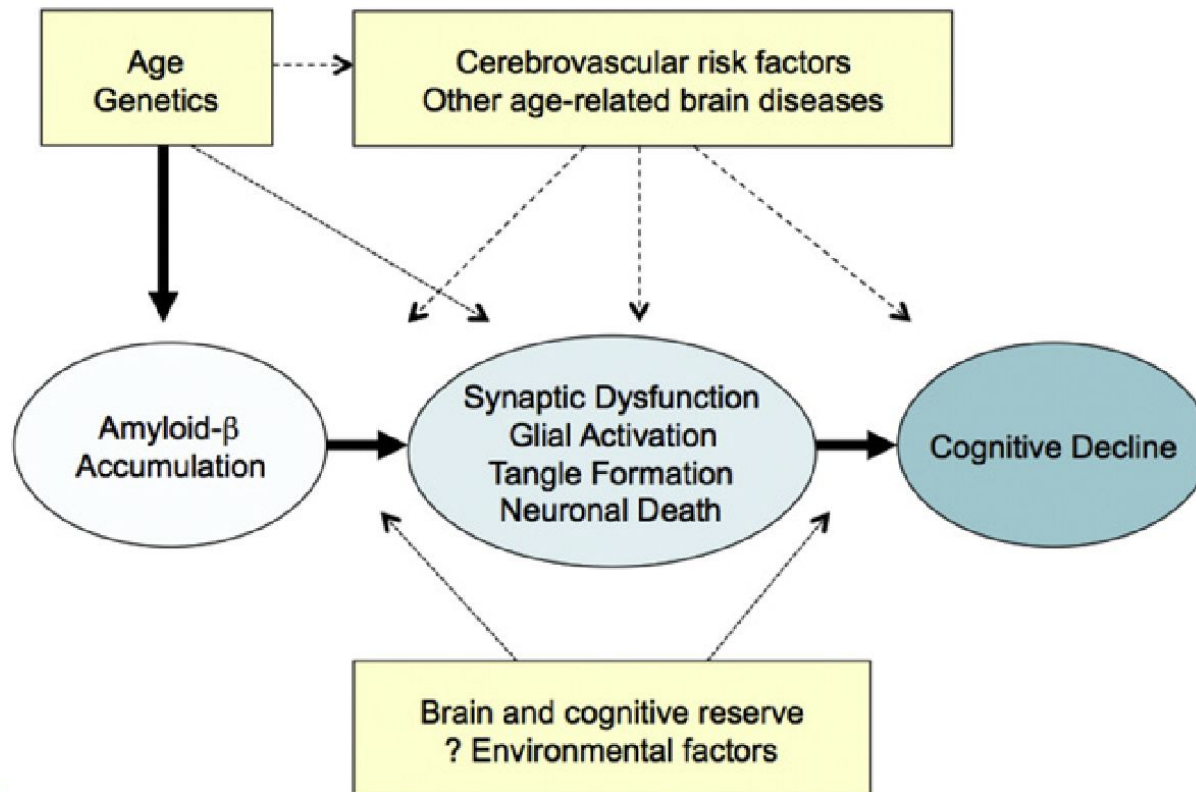 Age
Genetics
Cerebrovascular risk factors
Other age-related brain diseases
Amyloid-β
Accumulation
Synaptic Dysfunction
Glial Activation
Tangle Formation
Neuronal Death
Cognitive Decline
Brain and cognitive reserve
? Environmental factors